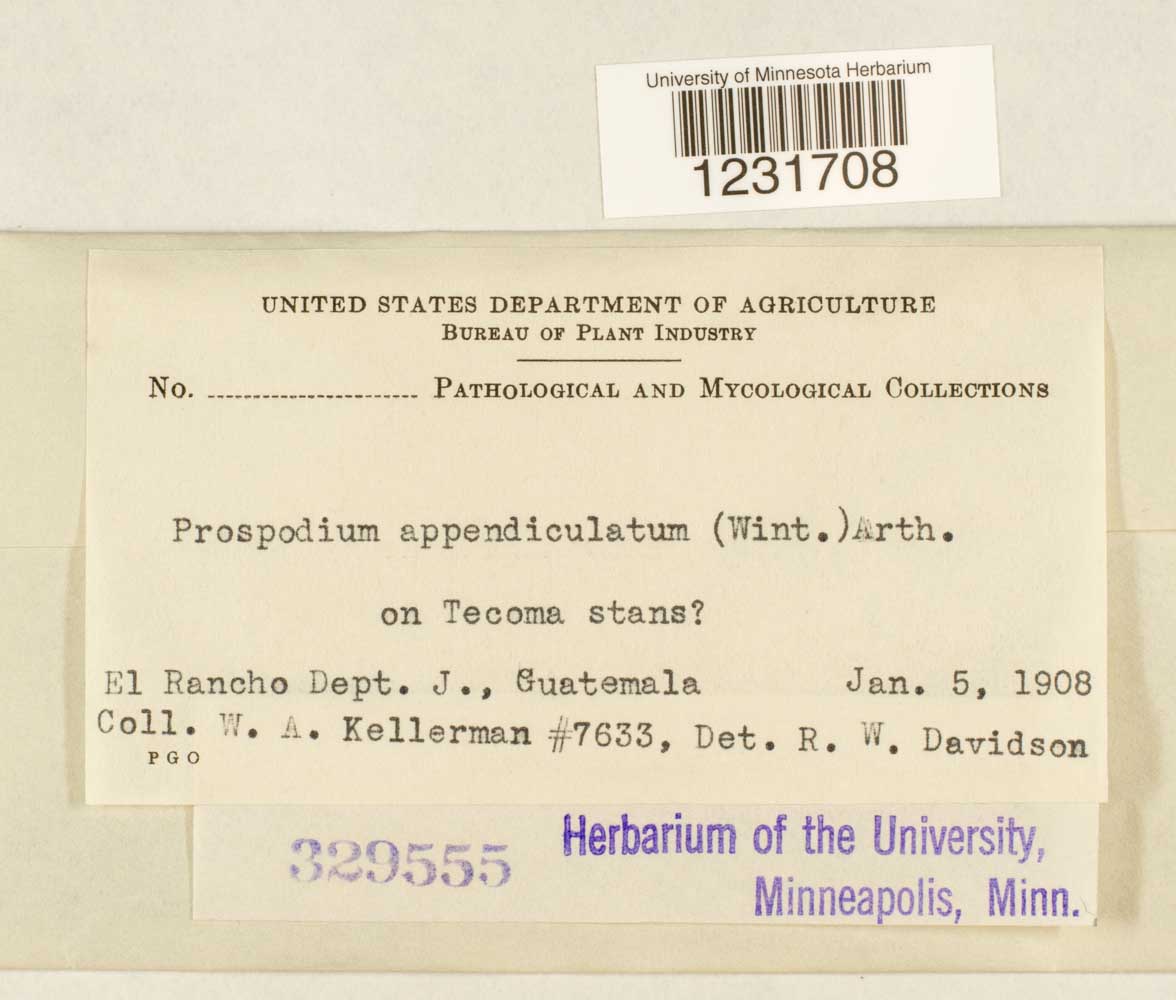 University of Minnesota Herbarium
1231708
UNITED STATES DEPARTMENT OF AGRICULTURE
BUREAU OF PLANT INDUSTRY
No. ........................ PATHOLOGICAL AND MYCOLOGICAL COLLECTIONS
Prospodium appendiculatum (Wint.)Arth.
on Tecoma stans?
El Rancho Dept. J., Guatemala Jan. 5, 1908
Coll. W. A. Kellerman #7633, Det. R. W. Davidson
PGO
329555
Herbarium of the University,
Minneapolis, Minn.